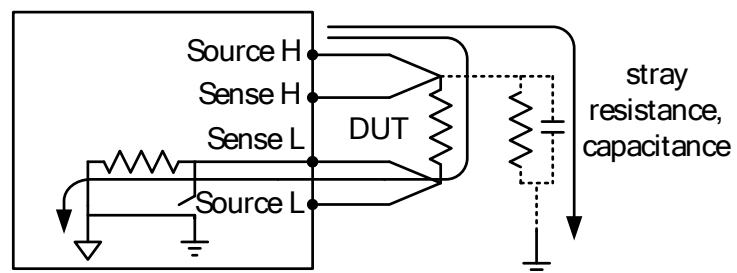 Source H
Sense H
Sense L
DUT
Source L
stray
resistance,
capacitance